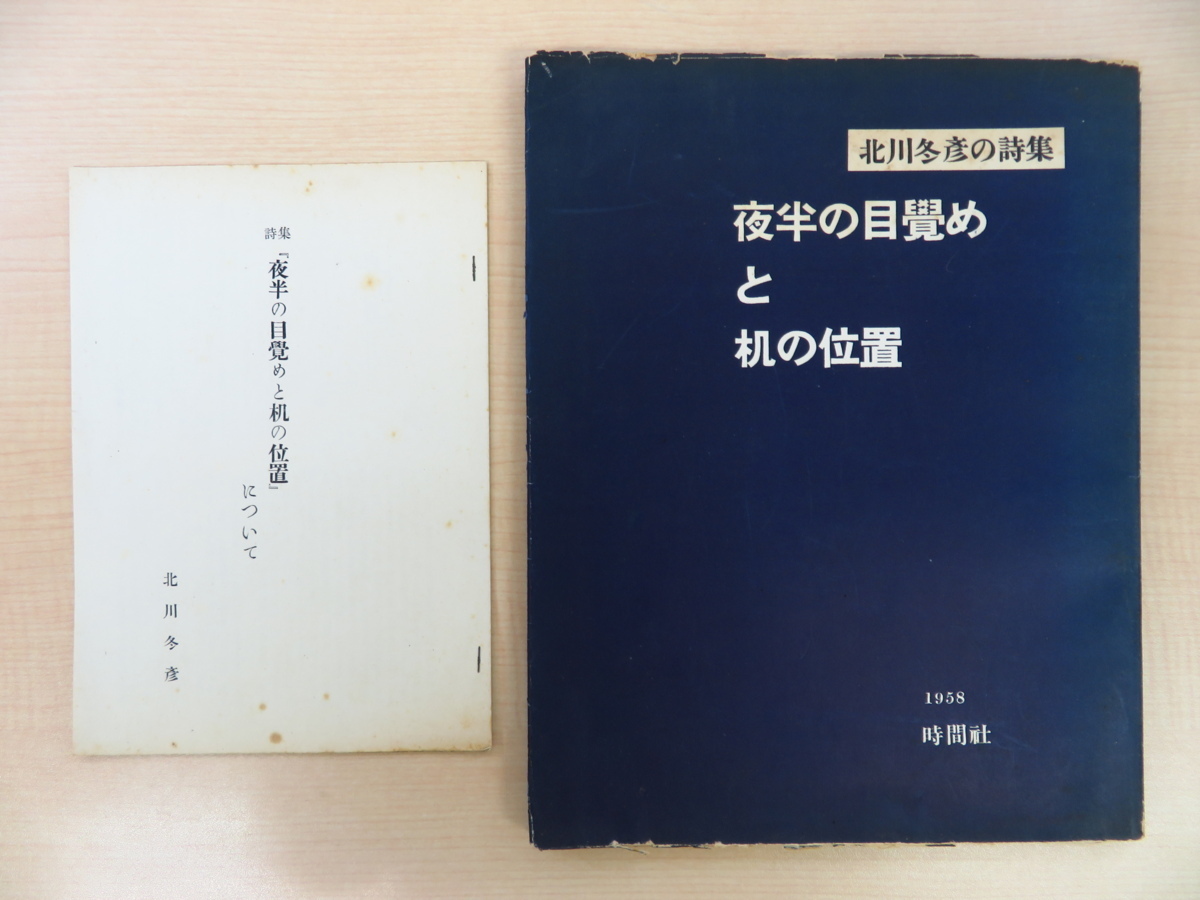 詩集
『夜半の目覺めと机の位置』
について
北川冬彦
北川冬彦の詩集
夜半の目覺め
と
机の位置
1958
時間社